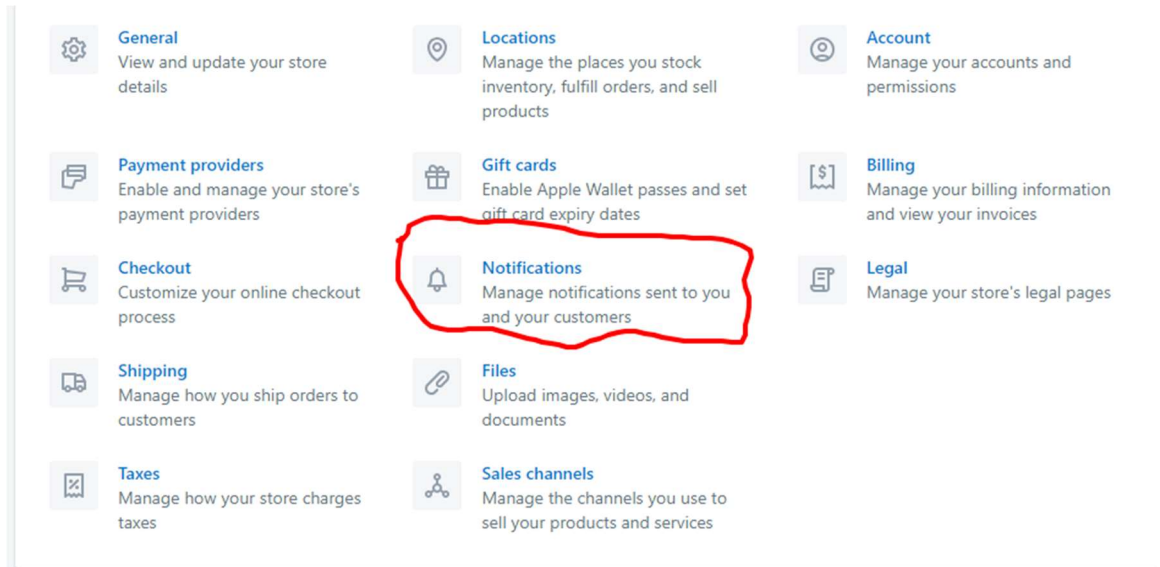 General
View and update your store
details
Locations
Manage the places you stock
inventory, fulfill orders, and sell
products
Account
Manage your accounts and
permissions
Payment providers
Enable and manage your store's
payment providers
Gift cards
Enable Apple Wallet passes and set
gift card expiry dates
Billing
Manage your billing information
and view your invoices
Checkout
Customize your online checkout
process
Notifications
Manage notifications sent to you
and your customers
Legal
Manage your store's legal pages
Shipping
Manage how you ship orders to
customers
Files
Upload images, videos, and
documents
Taxes
Manage how your store charges
taxes
Sales channels
Manage the channels you use to
sell your products and services